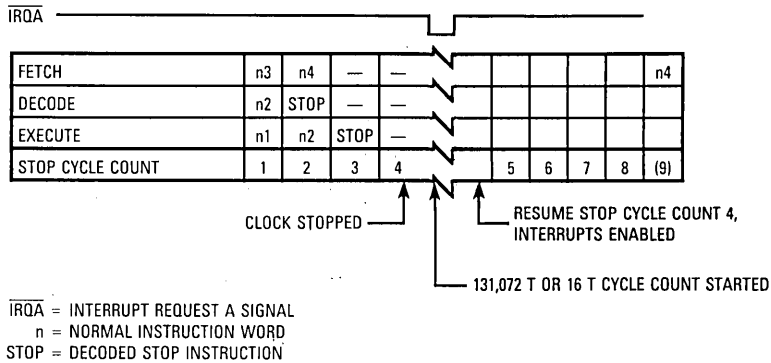 IRQA
FETCH n3 n4 — — n4
DECODE n2 STOP — —
EXECUTE n1 n2 STOP —
STOP CYCLE COUNT 1 2 3 4 5 6 7 8 (9)
CLOCK STOPPED
RESUME STOP CYCLE COUNT 4,
INTERRUPTS ENABLED
131,072 T OR 16 T CYCLE COUNT STARTED
IRQA = INTERRUPT REQUEST A SIGNAL
n = NORMAL INSTRUCTION WORD
STOP = DECODED STOP INSTRUCTION